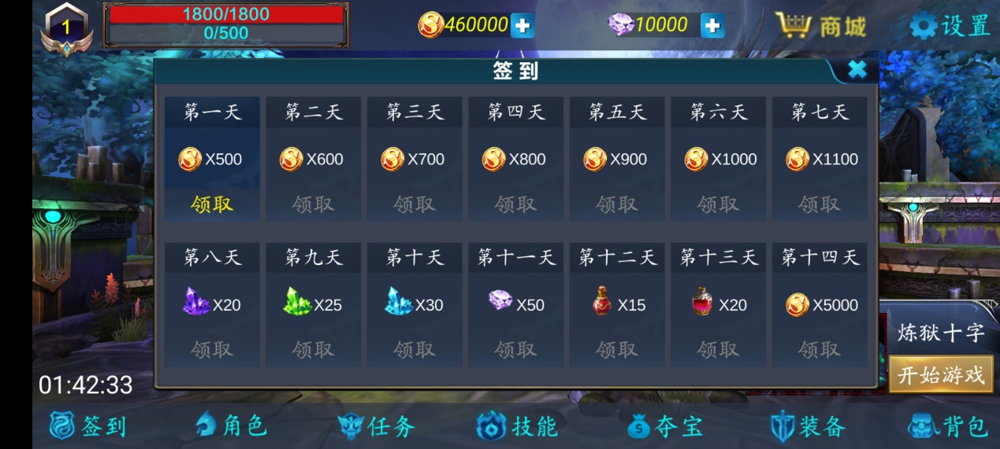 1
1800/1800
0/500
460000
10000
商城
设置
签到
第一天
X500
领取
第二天
X600
领取
第三天
X700
领取
第四天
X800
领取
第五天
X900
领取
第六天
X1000
领取
第七天
X1100
领取
第八天
X20
领取
第九天
X25
领取
第十天
X30
领取
第十一天
X50
领取
第十二天
X15
领取
第十三天
X20
领取
第十四天
X5000
领取
炼狱十字
开始游戏
01:42:33
签到
角色
任务
技能
夺宝
装备
背包